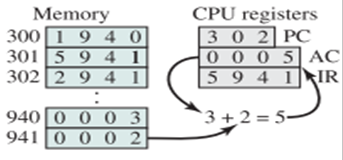 Memory CPU registers
300 1 9 4 0 3 0 2 PC
301 5 9 4 1 0 0 0 5 AC
302 2 9 4 1 5 9 4 1 IR
:
940 0 0 0 3 3 + 2 = 5
941 0 0 0 2